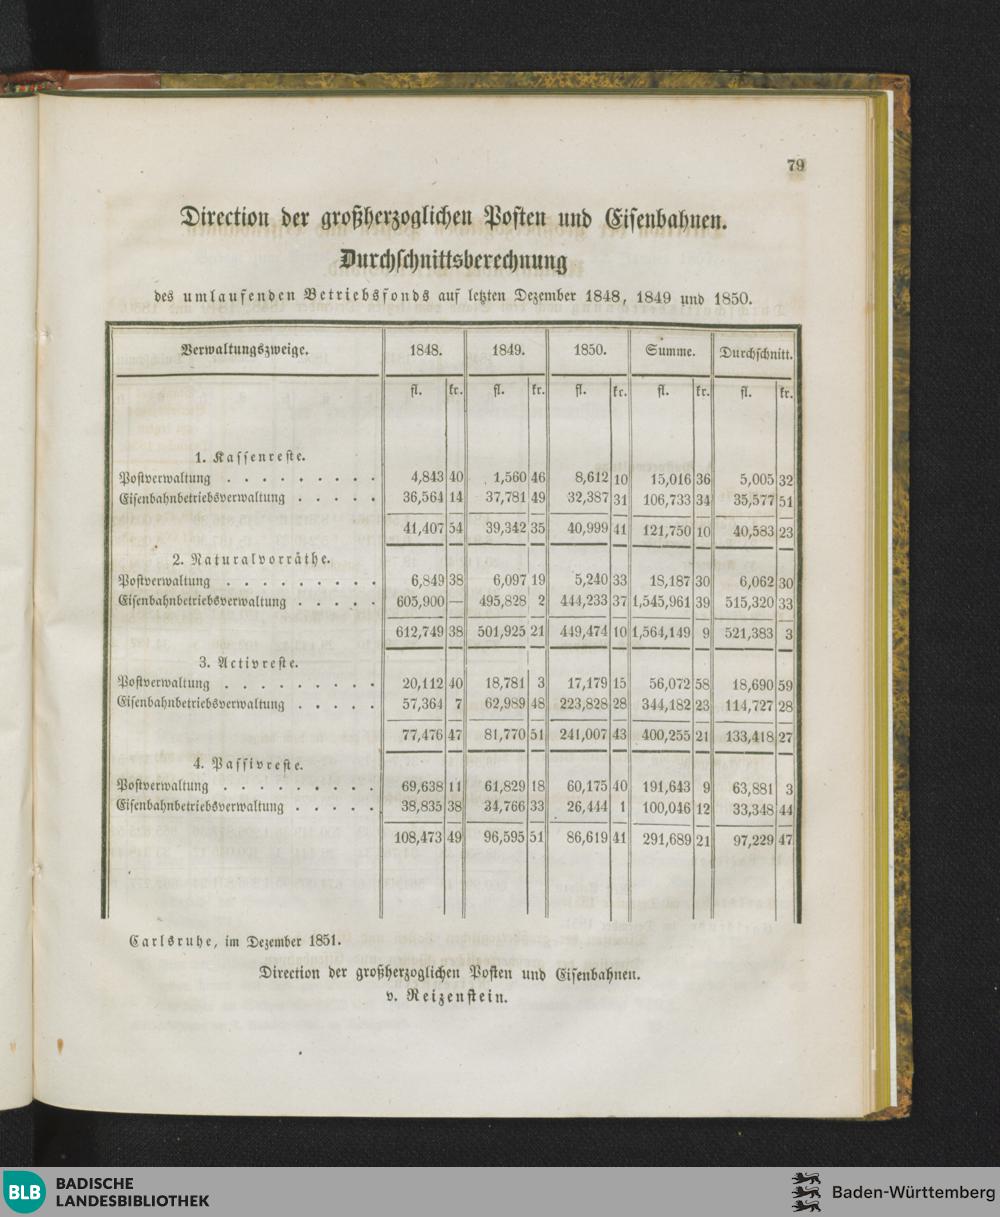 79
Direction der großherzoglichen Posten und Eisenbahnen.
Durchschnittsberechnung
des umlaufenden Betriebsfonds auf letzten Dezember 1848, 1849 und 1850.
Verwaltungszweige. 1848. 1849. 1850. Summe. Durchschnitt.
fl. kr. fl. kr. fl. kr. fl. kr. fl. kr.
1. Kassenreste.
Postverwaltung . . . . . . . . . 4,843 40 1,560 46 8,612 10 15,016 36 5,005 32
Eisenbahnbetriebsverwaltung . . . . . 36,564 14 37,781 49 32,387 31 106,733 34 35,577 51
41,407 54 39,342 35 40,999 41 121,750 10 40,583 23
2. Naturalvorräthe.
Postverwaltung . . . . . . . . . 6,849 38 6,097 19 5,240 33 18,187 30 6,062 30
Eisenbahnbetriebsverwaltung . . . . . 605,900 — 495,828 2 444,233 37 1,545,961 39 515,320 33
612,749 38 501,925 21 449,474 10 1,564,149 9 521,383 3
3. Activreste.
Postverwaltung . . . . . . . . . 20,112 40 18,781 3 17,179 15 56,072 58 18,690 59
Eisenbahnbetriebsverwaltung . . . . . 57,364 7 62,989 48 223,828 28 344,182 23 114,727 28
77,476 47 81,770 51 241,007 43 400,255 21 133,418 27
4. Passivreste.
Postverwaltung . . . . . . . . . 69,638 11 61,829 18 60,175 40 191,643 9 63,881 3
Eisenbahnbetriebsverwaltung . . . . . 38,835 38 34,766 33 26,444 1 100,046 12 33,348 44
108,473 49 96,595 51 86,619 41 291,689 21 97,229 47
Carlsruhe, im Dezember 1851.
Direction der großherzoglichen Posten und Eisenbahnen.
v. Reizenstein.
BLB BADISCHE
LANDESBIBLIOTHEK
Baden-Württemberg